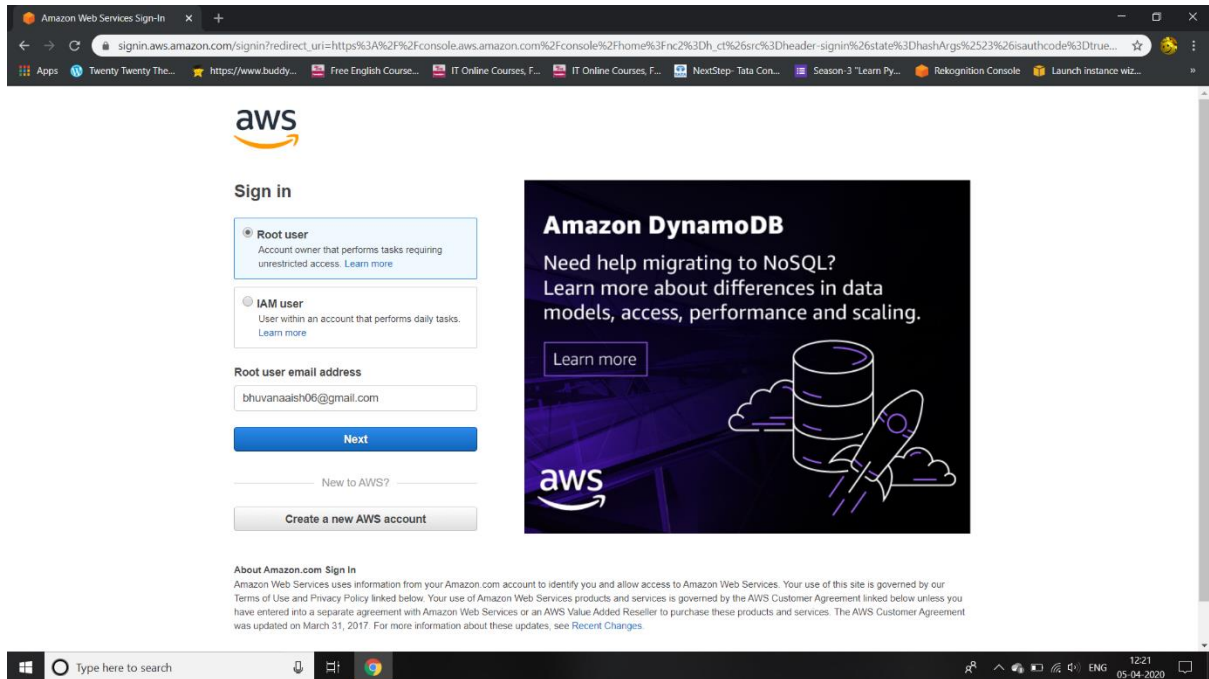 Amazon Web Services Sign-In
signin.aws.amazon.com/signin?redirect_uri=https%3A%2F%2Fconsole.aws.amazon.com%2Fconsole%2Fhome%3Fnc2%3Dh_ct%26src%3Dheader-signin%26state%3DhashArgs%2523%26isauthcode%3Dtrue...
Apps Twenty Twenty The... https://www.buddy... Free English Course... IT Online Courses, F... IT Online Courses, F... NextStep- Tata Con... Season-3 "Learn Py... Rekognition Console Launch instance wiz... »
aws
Sign in
Root user
Account owner that performs tasks requiring
unrestricted access. Learn more
IAM user
User within an account that performs daily tasks.
Learn more
Root user email address
bhuvanaaish06@gmail.com
Next
New to AWS?
Create a new AWS account
Amazon DynamoDB
Need help migrating to NoSQL?
Learn more about differences in data
models, access, performance and scaling.
Learn more
aws
About Amazon.com Sign In
Amazon Web Services uses information from your Amazon.com account to identify you and allow access to Amazon Web Services. Your use of this site is governed by our
Terms of Use and Privacy Policy linked below. Your use of Amazon Web Services products and services is governed by the AWS Customer Agreement linked below unless you
have entered into a separate agreement with Amazon Web Services or an AWS Value Added Reseller to purchase these products and services. The AWS Customer Agreement
was updated on March 31, 2017. For more information about these updates, see Recent Changes.
Type here to search
ENG
12:21
05-04-2020